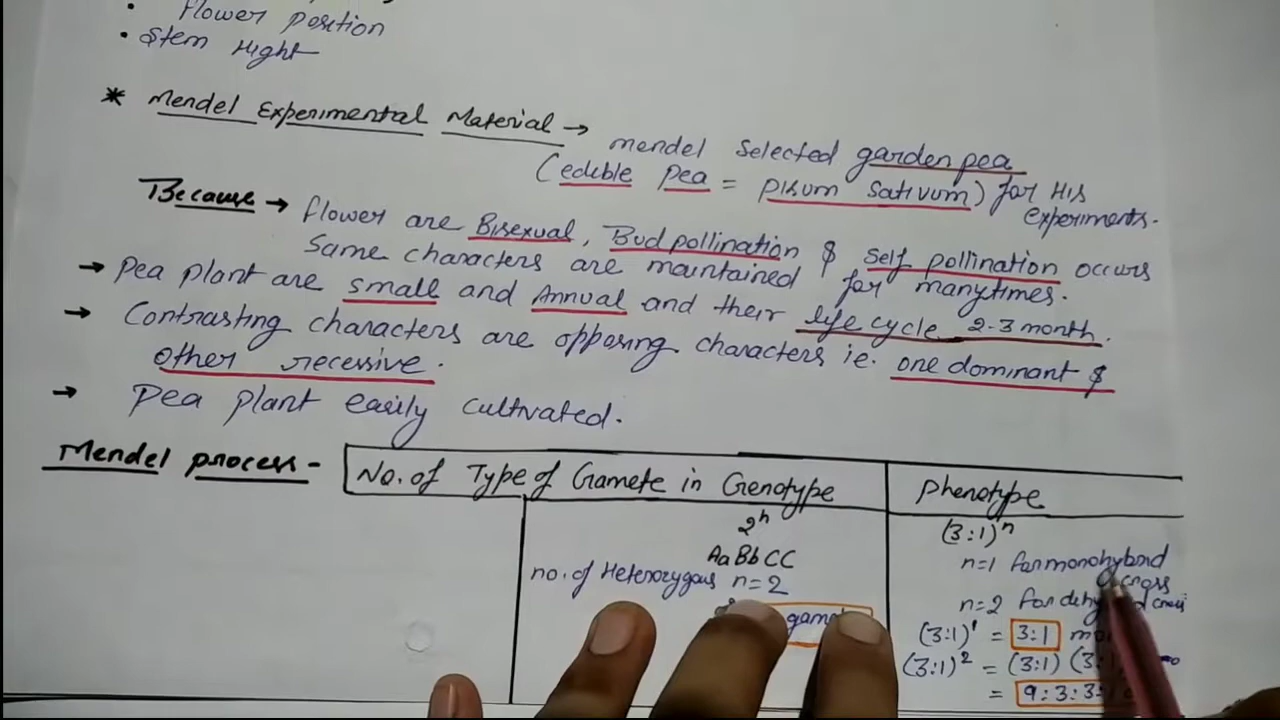 • Flower position
• Stem Hight
* Mendel Experimental Material →
mendel selected garden pea
(edible pea = pisum sativum) for His
experiments.
Because → flower are Bisexual, Bud pollination & Self pollination occurs
Same characters are maintained for many times.
→ Pea plant are small and Annual and their life cycle 2-3 month.
→ Contrasting characters are opposing characters ie. one dominant &
other recessive.
→ Pea plant easily cultivated.
Mendel process-
No. of Type of Gamete in Genotype
2ⁿ
AaBbCC
no. of Heterozygous n=2
Phenotype
(3:1)ⁿ
n=1 for monohybrid
cross
n=2 for
(3:1)¹ = 3:1
(3:1)² = (3:1)
= 9:3:3: